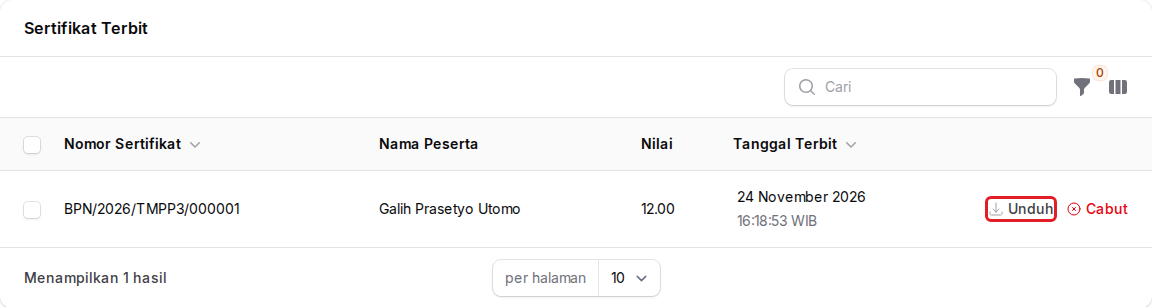 Sertifikat Terbit
Cari
0
Nomor Sertifikat Nama Peserta Nilai Tanggal Terbit
BPN/2026/TMPP3/000001 Galih Prasetyo Utomo 12.00 24 November 2026
16:18:53 WIB
Unduh Cabut
Menampilkan 1 hasil per halaman 10